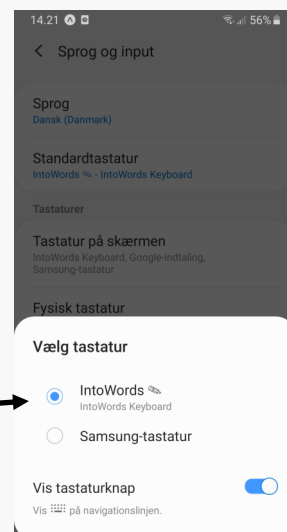 14.21 56%
Sprog og input
Sprog
Dansk (Danmark)
Standardtastatur
IntoWords - IntoWords Keyboard
Tastaturer
Tastatur på skærmen
IntoWords Keyboard, Google-indtaling,
Samsung-tastatur
Fysisk tastatur
Vælg tastatur
IntoWords
IntoWords Keyboard
Samsung-tastatur
Vis tastaturknap
Vis på navigationslinjen.